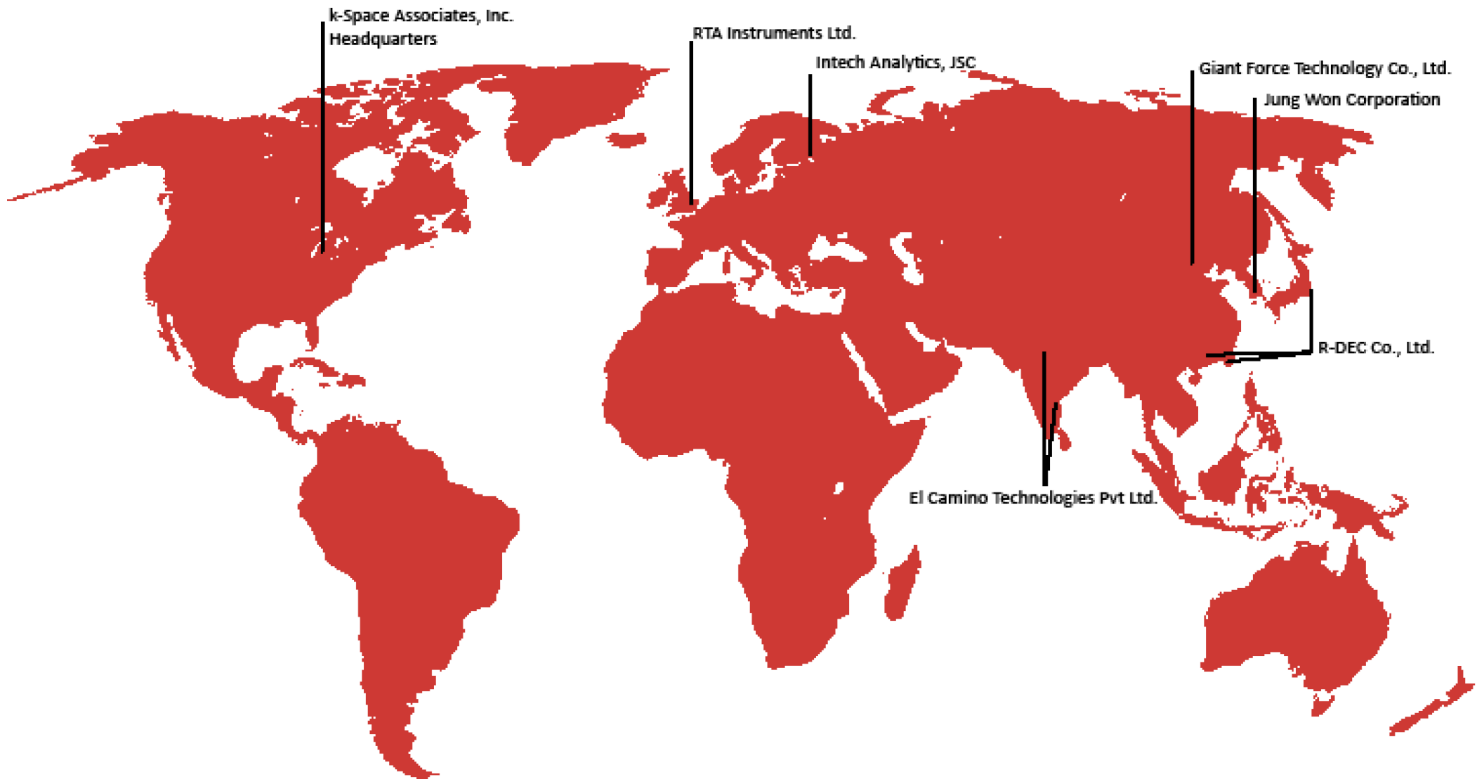 k-Space Associates, Inc.
Headquarters
RTA Instruments Ltd.
Intech Analytics, JSC
Giant Force Technology Co., Ltd.
Jung Won Corporation
R-DEC Co., Ltd.
El Camino Technologies Pvt Ltd.